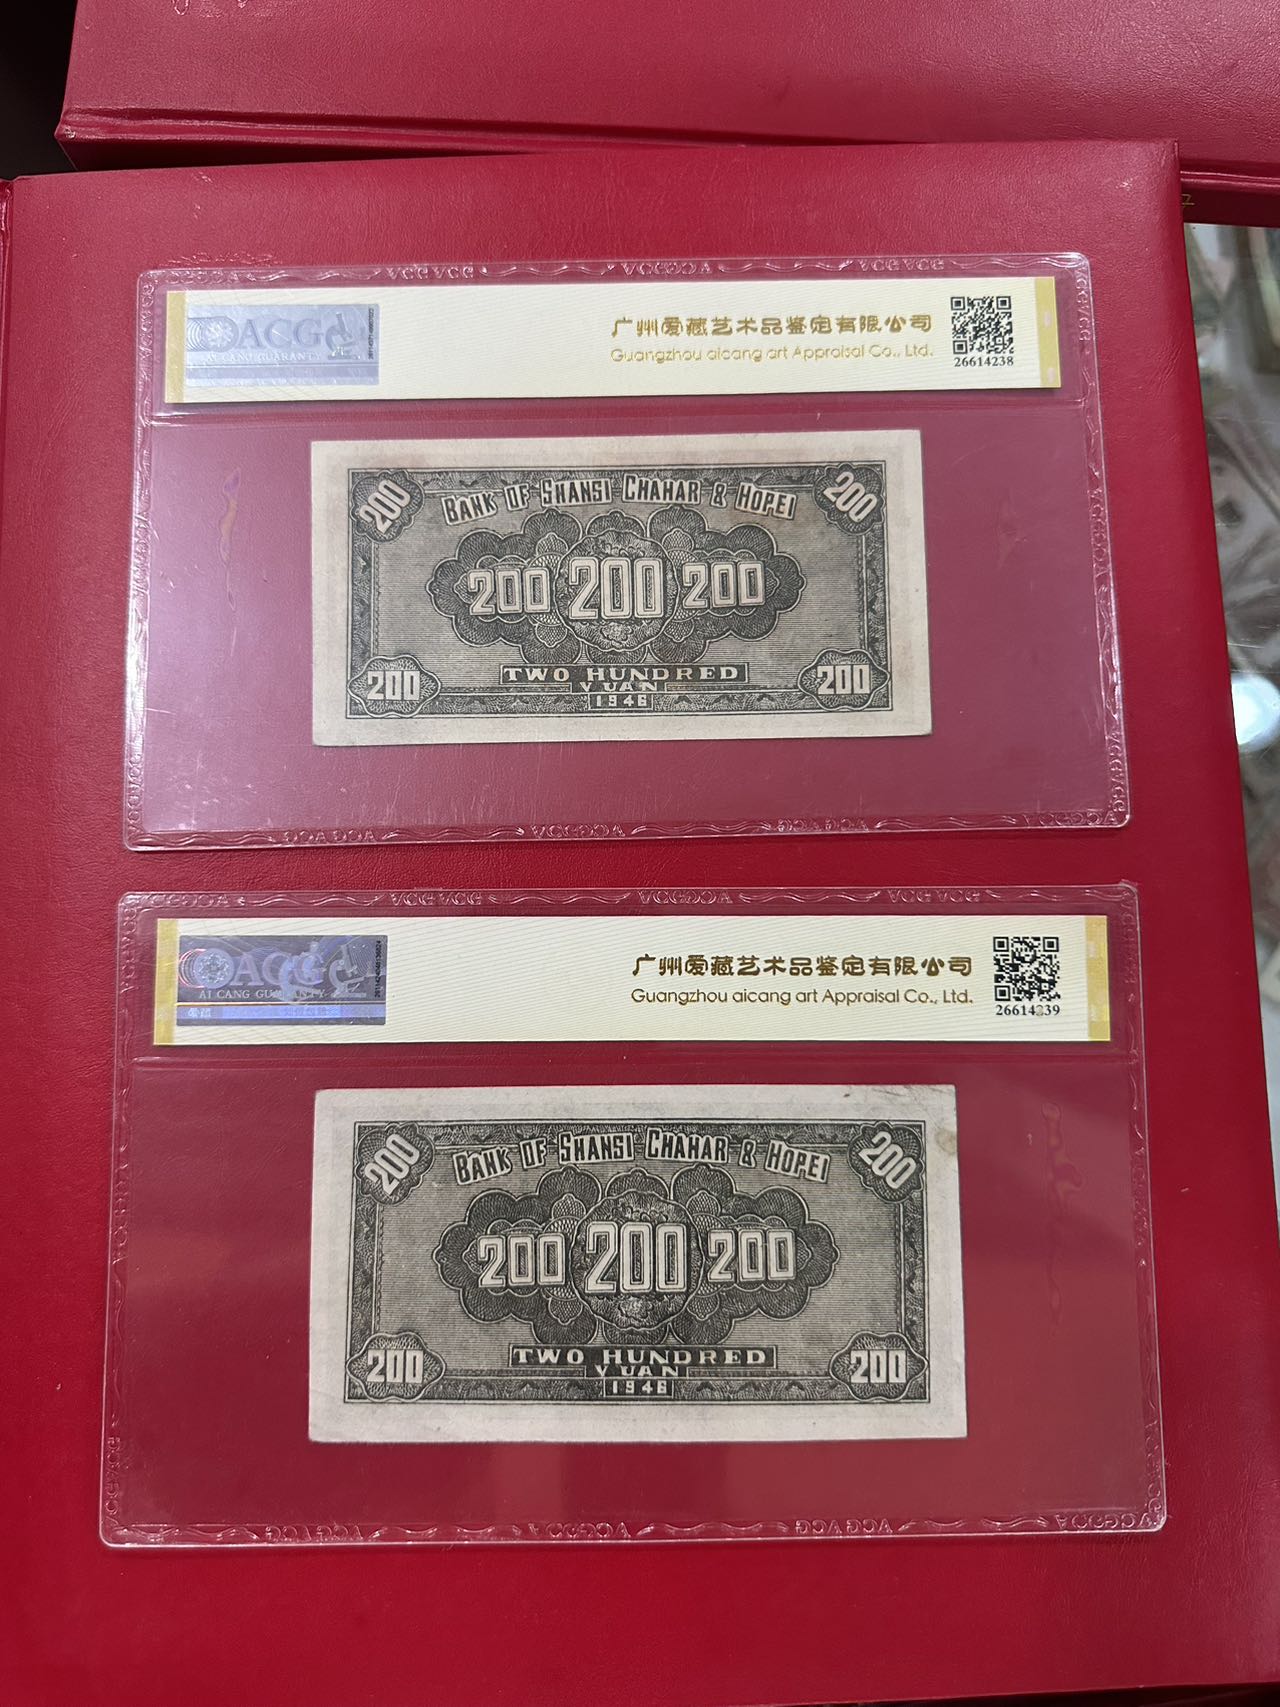 ACG
AI CANG GUARANTY
广州爱藏艺术品鉴定有限公司
Guangzhou aicang art Appraisal Co., Ltd.
26614238
200
BANK OF SHANSI CHAHAR & HOPEI
200
200 200 200
200
TWO HUNDRED
YUAN
1946
200
ACG
AI CANG GUARANTY
广州爱藏艺术品鉴定有限公司
Guangzhou aicang art Appraisal Co., Ltd.
26614239
200
BANK OF SHANSI CHAHAR & HOPEI
200
200 200 200
200
TWO HUNDRED
YUAN
1946
200